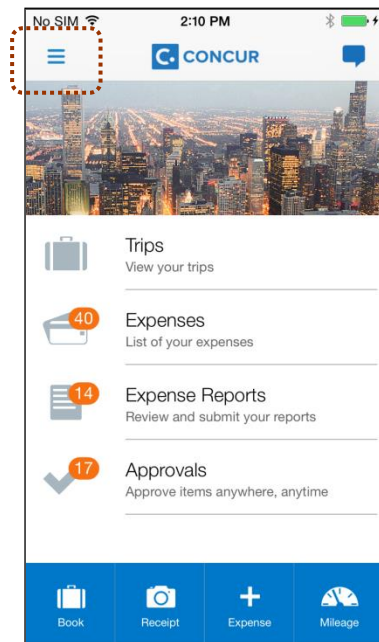 No SIM 2:10 PM
C. CONCUR
Trips
View your trips
40
Expenses
List of your expenses
14
Expense Reports
Review and submit your reports
17
Approvals
Approve items anywhere, anytime
Book Receipt Expense Mileage